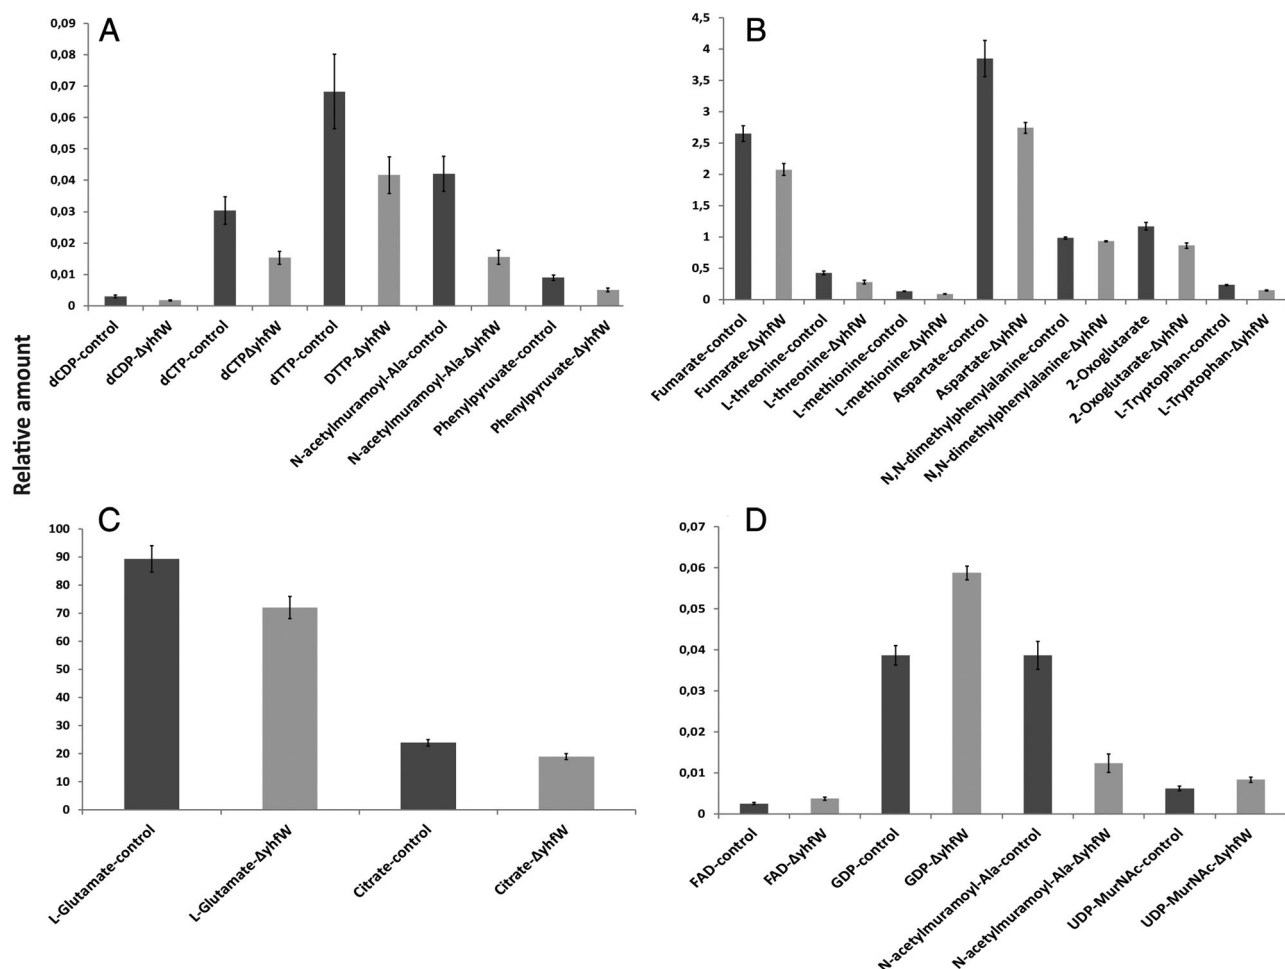 Relative amount
A
0,09
0,08
0,07
0,06
0,05
0,04
0,03
0,02
0,01
0
dCDP-control
dCDP-ΔyhfW
dCTP-control
dCTPΔyhfW
dTTP-control
DTTP-ΔyhfW
N-acetylmuramoyl-Ala-control
N-acetylmuramoyl-Ala-ΔyhfW
Phenylpyruvate-control
Phenylpyruvate-ΔyhfW
B
4,5
4
3,5
3
2,5
2
1,5
1
0,5
0
Fumarate-control
Fumarate-ΔyhfW
L-threonine-control
L-threonine-ΔyhfW
L-methionine-control
L-methionine-ΔyhfW
Aspartate-control
Aspartate-ΔyhfW
N,N-dimethylphenylalanine-control
N,N-dimethylphenylalanine-ΔyhfW
2-Oxoglutarate
2-Oxoglutarate-ΔyhfW
L-Tryptophan-control
L-Tryptophan-ΔyhfW
C
100
90
80
70
60
50
40
30
20
10
0
L-Glutamate-control
L-Glutamate-ΔyhfW
Citrate-control
Citrate-ΔyhfW
D
0,07
0,06
0,05
0,04
0,03
0,02
0,01
0
FAD-control
FAD-ΔyhfW
GDP-control
GDP-ΔyhfW
N-acetylmuramoyl-Ala-control
N-acetylmuramoyl-Ala-ΔyhfW
UDP-MurNAc-control
UDP-MurNAc-ΔyhfW